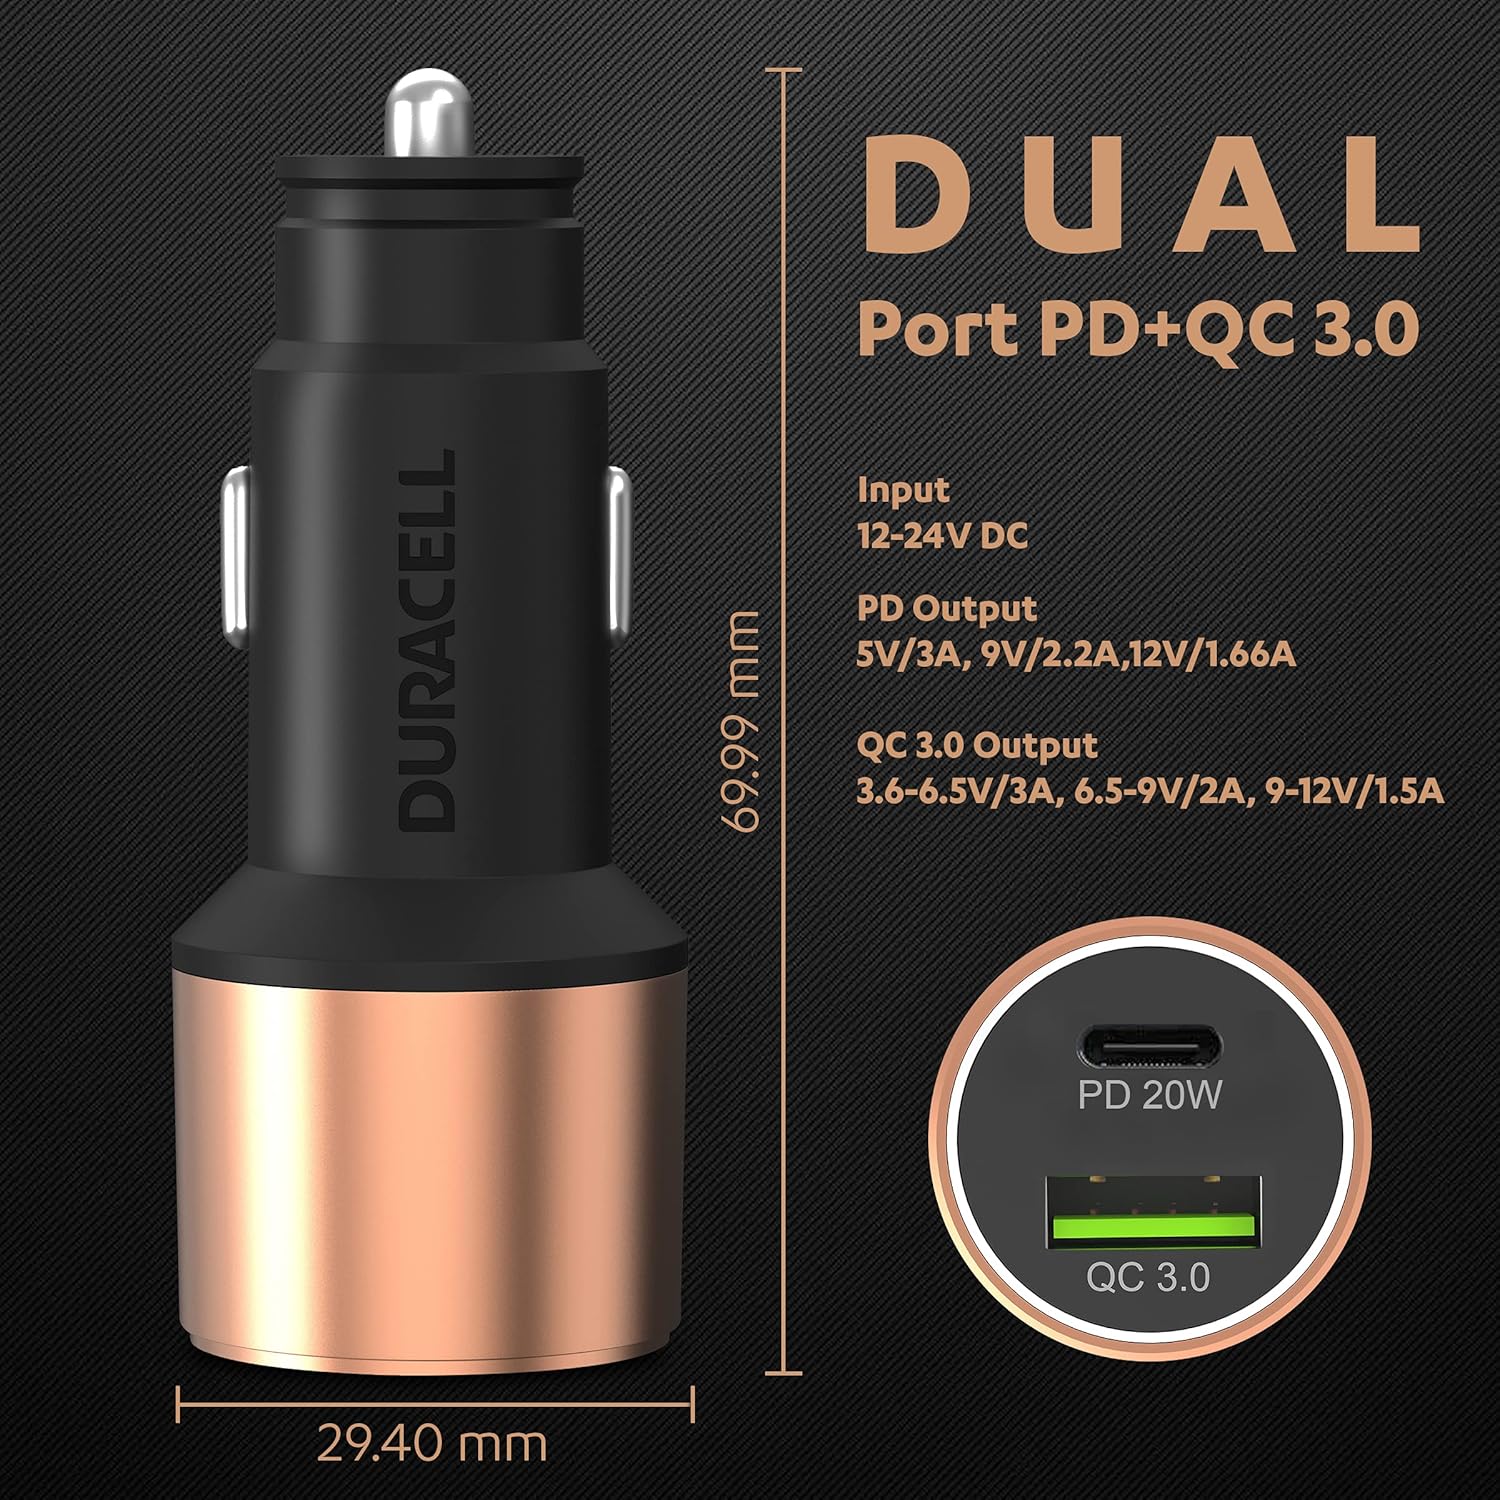 DUAL
Port PD+QC 3.0
Input
12-24V DC
PD Output
5V/3A, 9V/2.2A,12V/1.66A
QC 3.0 Output
3.6-6.5V/3A, 6.5-9V/2A, 9-12V/1.5A
DURACELL
69.99 mm
PD 20W
QC 3.0
29.40 mm